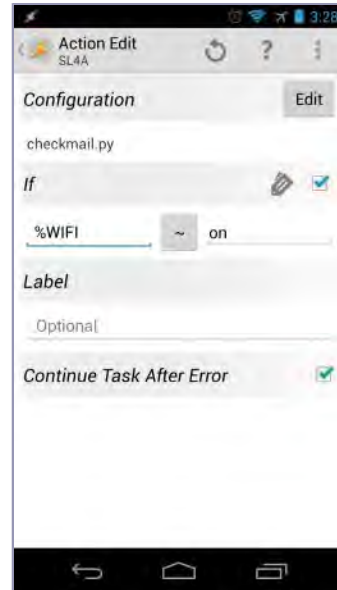 3:28
Action Edit
SL4A
?
Configuration
Edit
checkmail.py
If
%WIFI
~
on
Label
Optional
Continue Task After Error